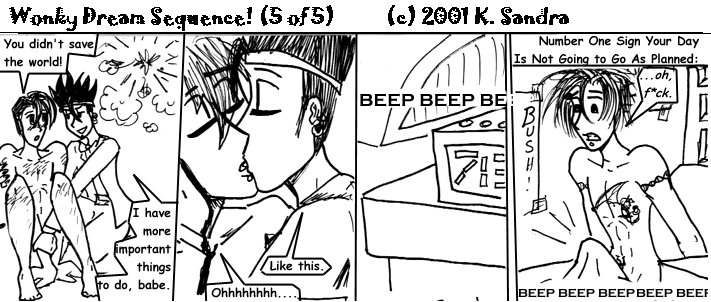 Wonky Dream Sequence! (5 of 5)
(c) 2001 K. Sandra
You didn't save
the world!
I have
more
important
things
to do, babe.
Like this.
Ohhhhhhhh....
BEEP BEEP BE
Number One Sign Your Day
Is Not Going to Go As Planned:
...oh,
f*ck.
BUSH!
BEEP BEEP BEEP BEEP BEEP